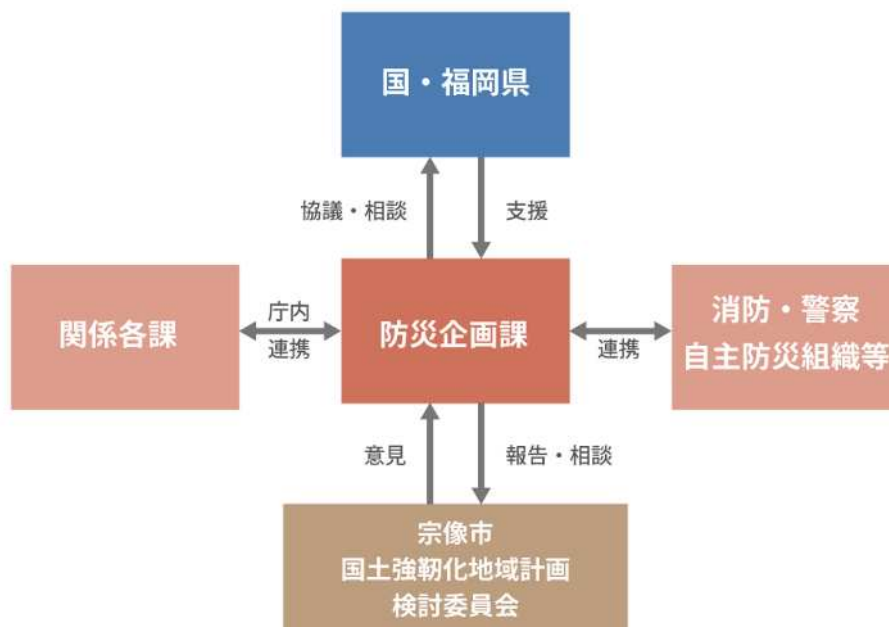 国・福岡県
協議・相談
支援
関係各課
庁内
連携
防災企画課
連携
消防・警察
自主防災組織等
意見
報告・相談
宗像市
国土強靭化地域計画
検討委員会